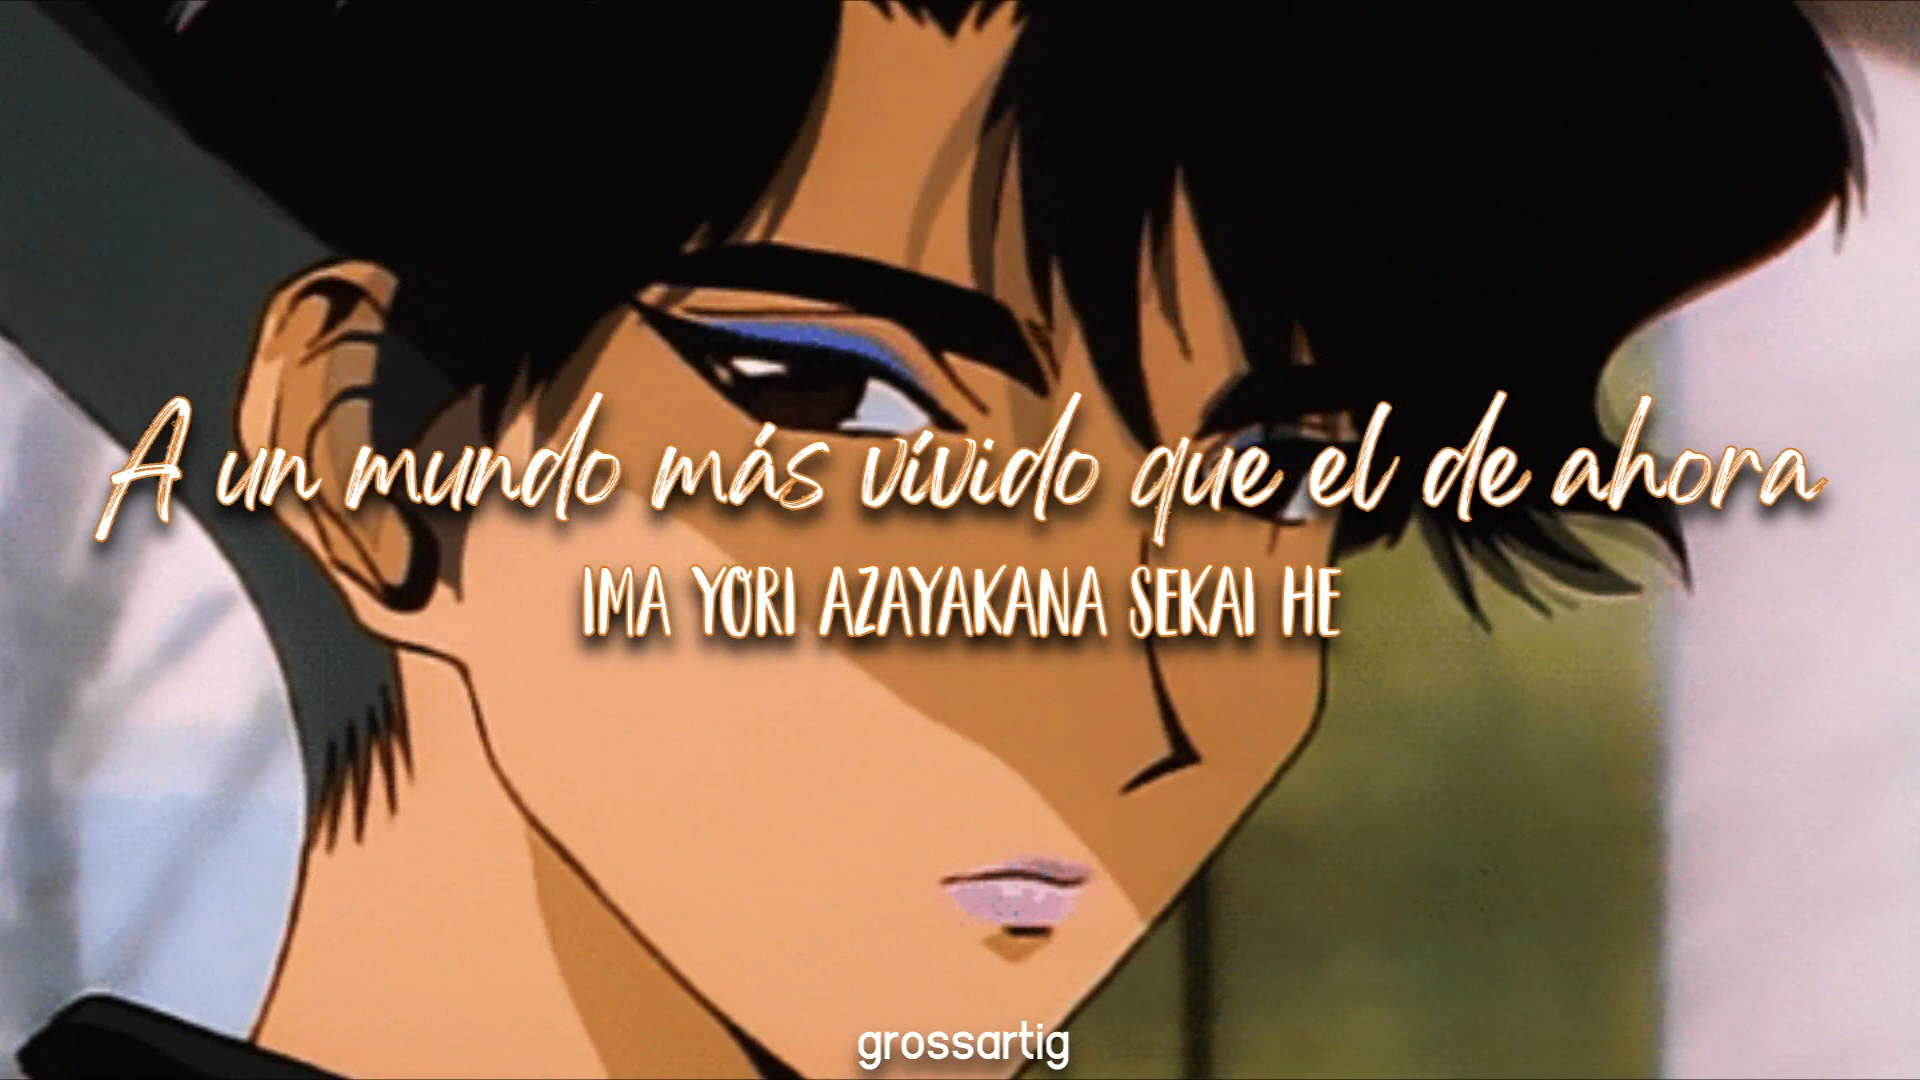 A un mundo más vívido que el de ahora
IMA YORI AZAYAKANA SEKAI HE
grossartig